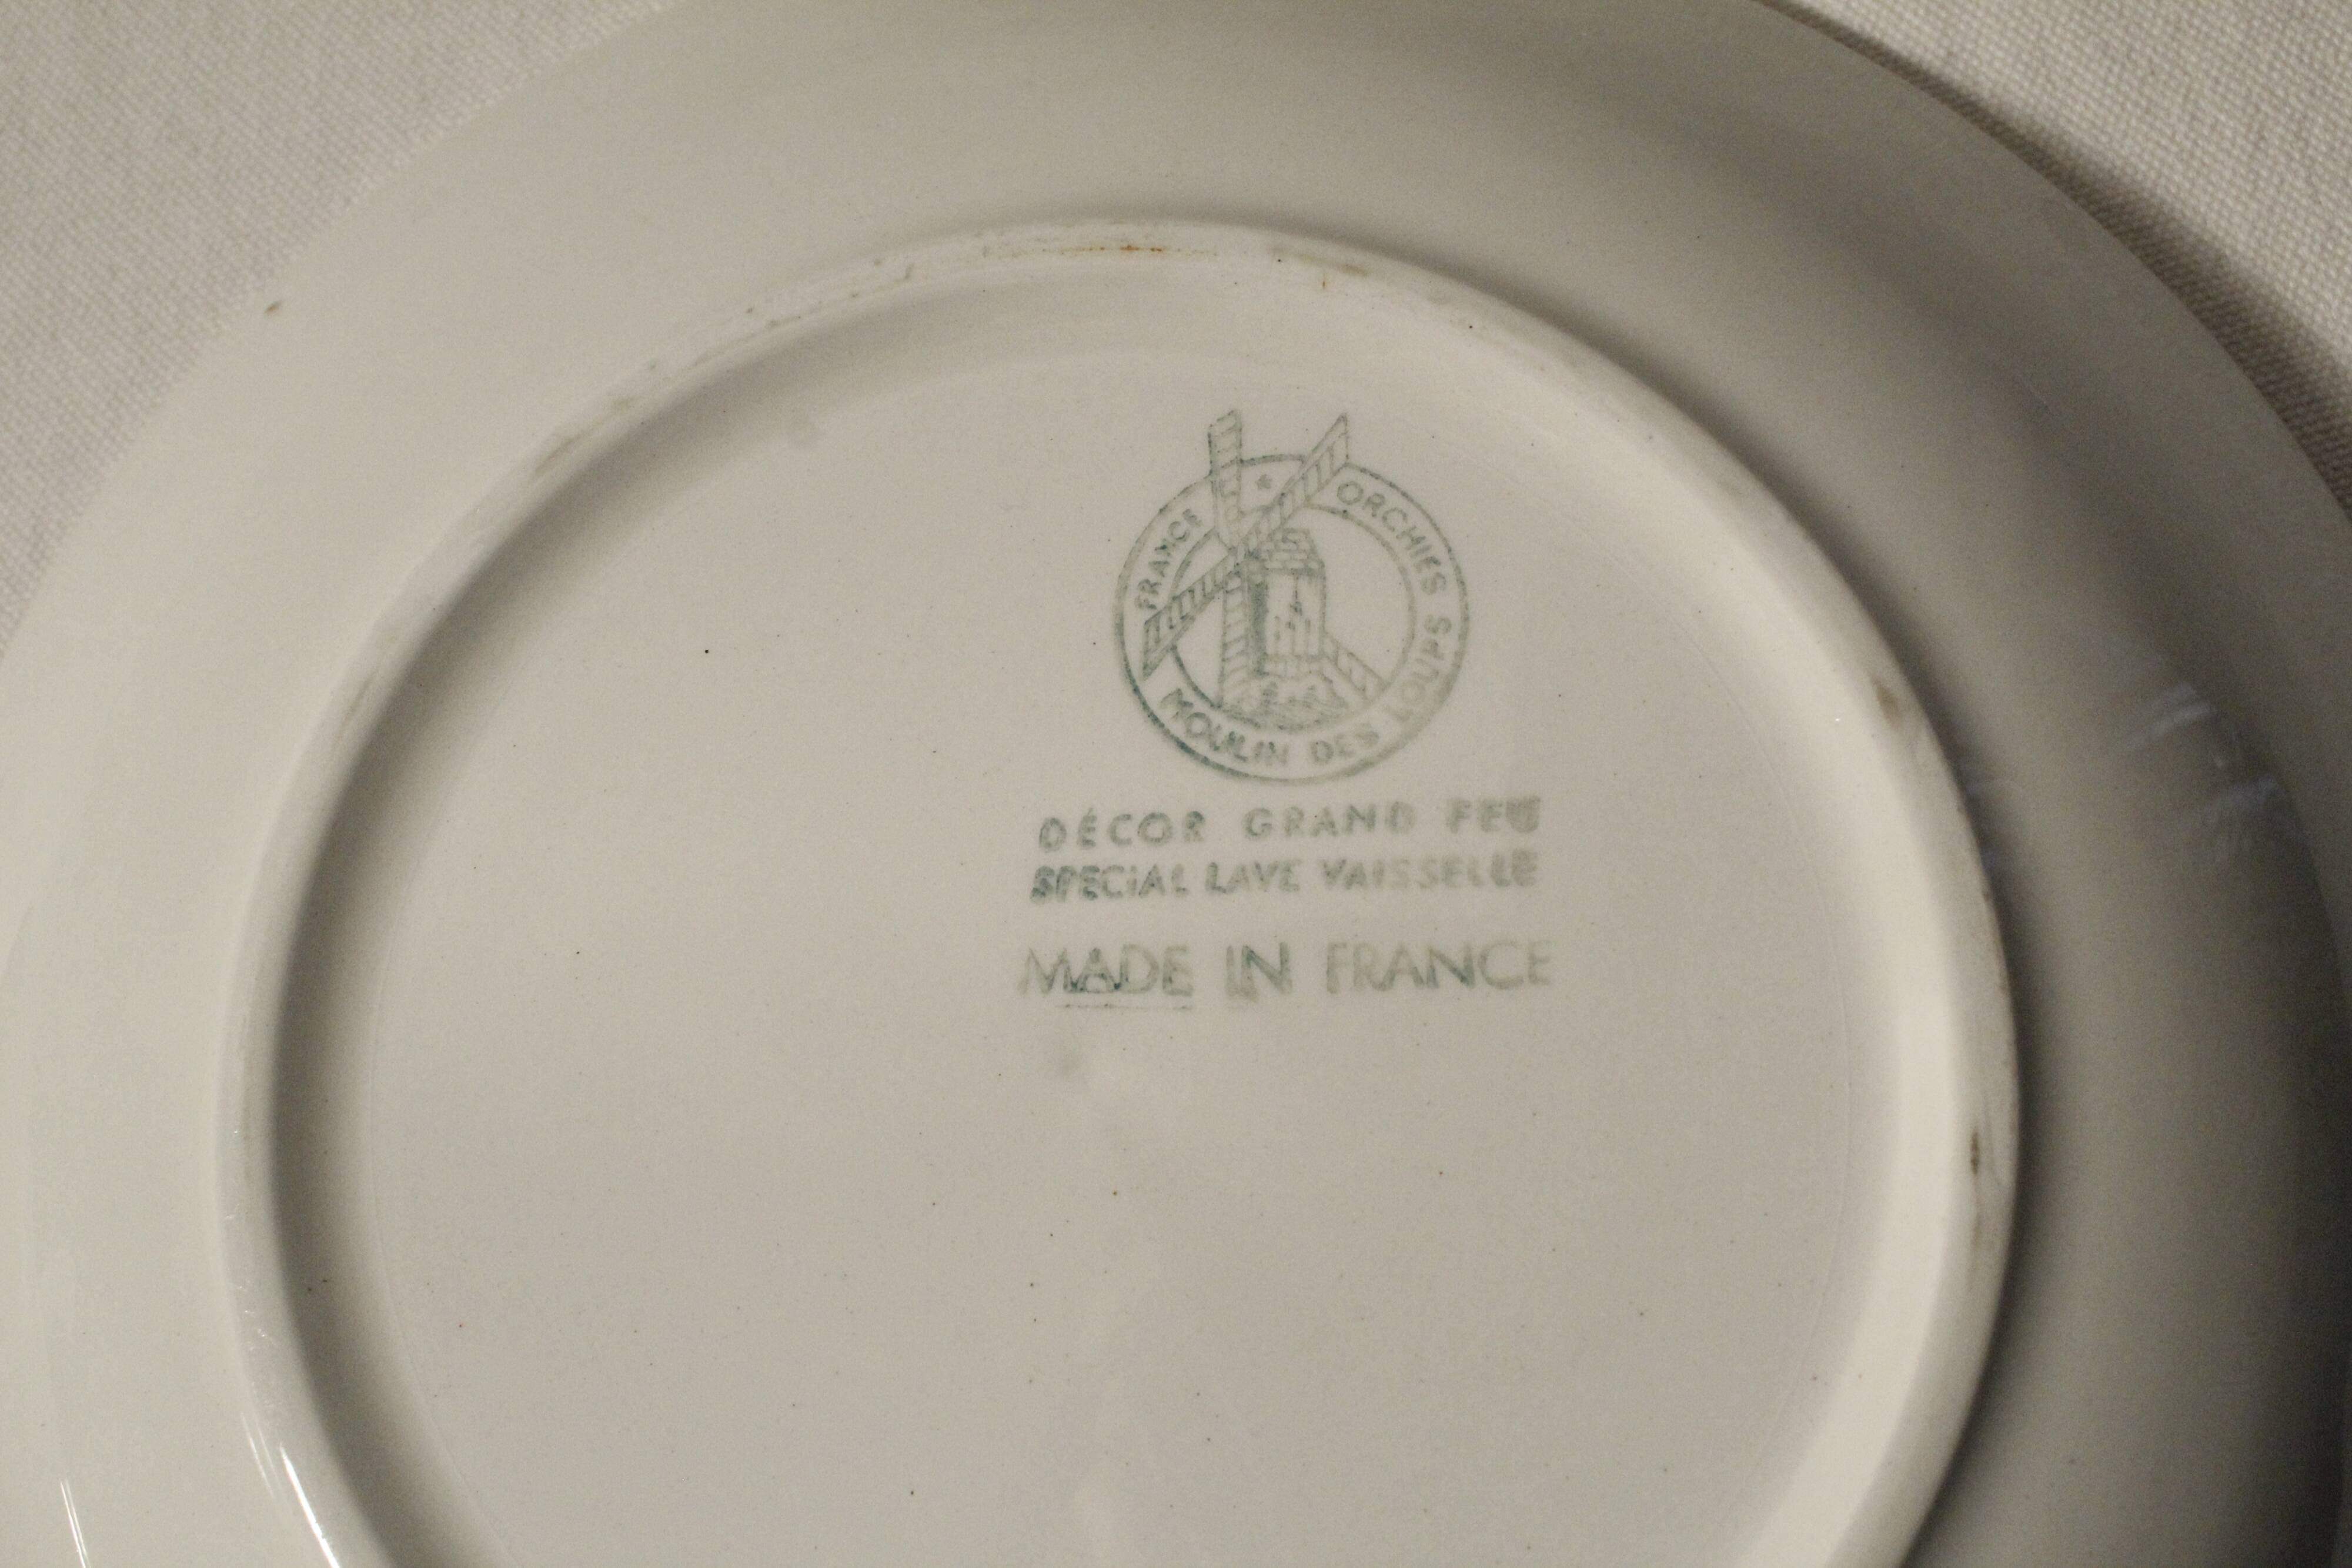 FRANCE * ORCHIES
MOULIN DES LOUPS
DÉCOR GRAND FEU
SPECIAL LAVE VAISSELLE
MADE IN FRANCE